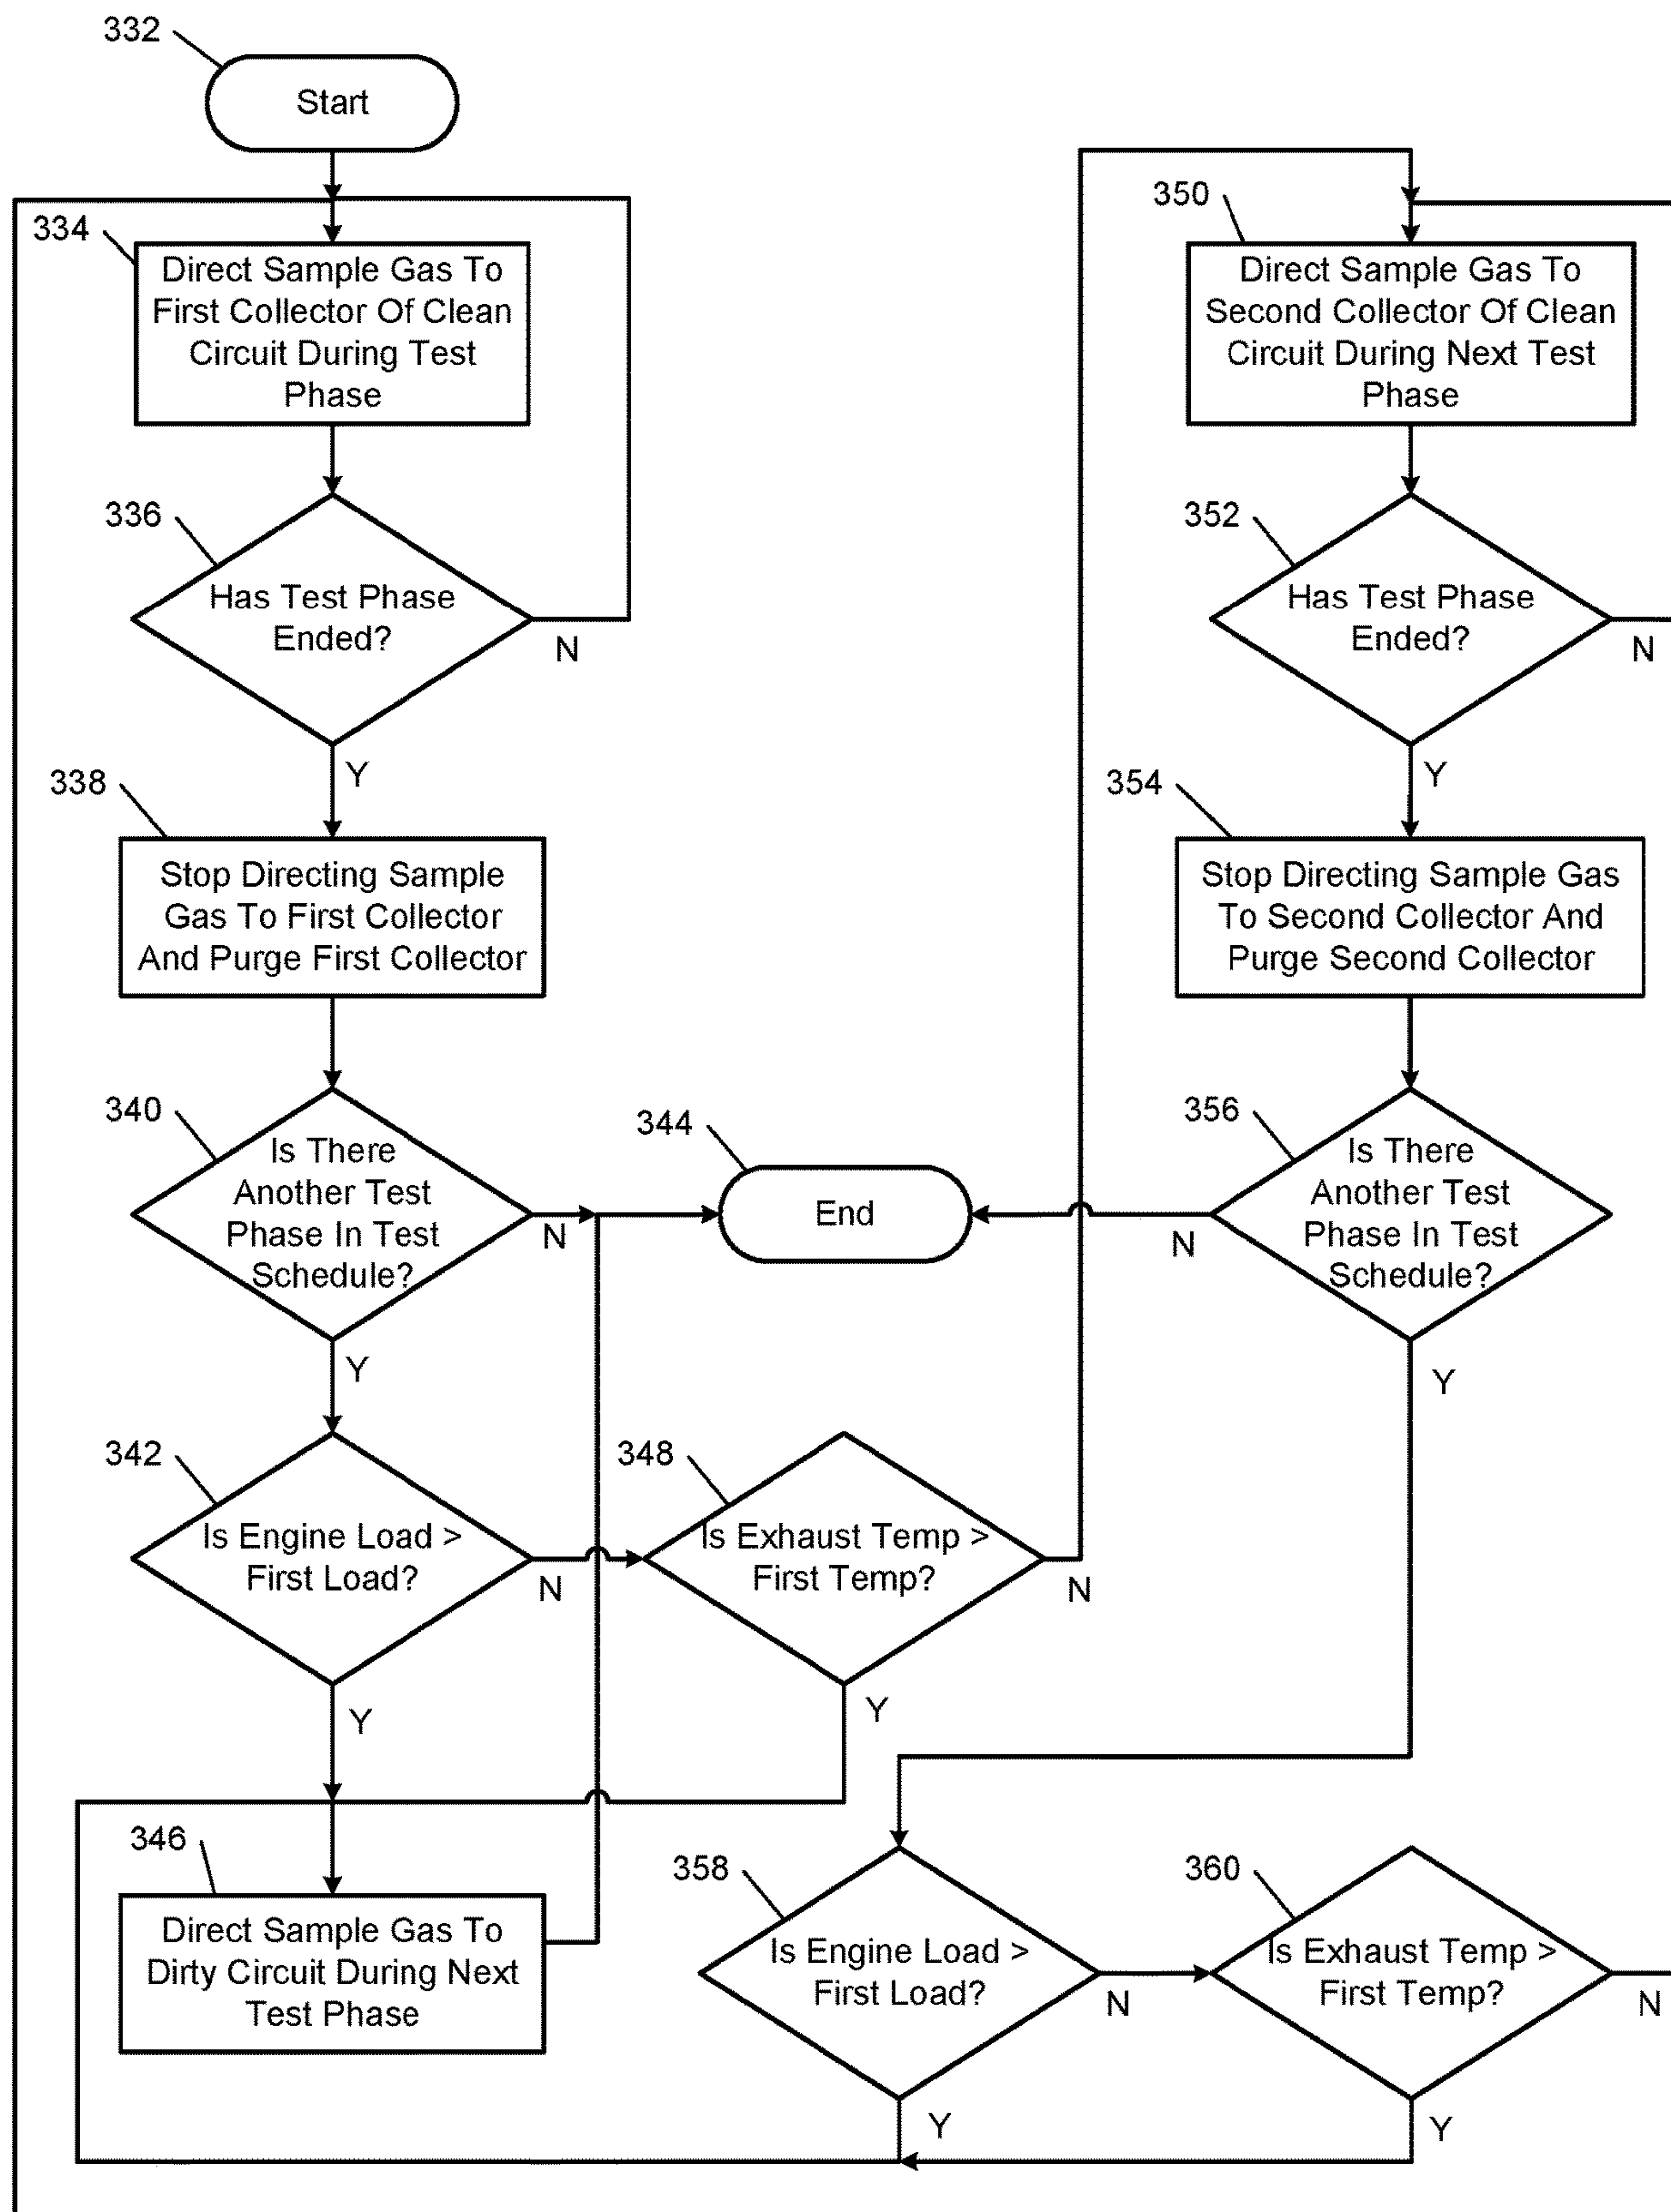 332
Start
334
Direct Sample Gas To
First Collector Of Clean
Circuit During Test
Phase
336
Has Test Phase
Ended?
N
Y
338
Stop Directing Sample
Gas To First Collector
And Purge First Collector
340
Is There
Another Test
Phase In Test
Schedule?
N
Y
344
End
342
Is Engine Load >
First Load?
N
Y
348
Is Exhaust Temp >
First Temp?
N
Y
346
Direct Sample Gas To
Dirty Circuit During Next
Test Phase
350
Direct Sample Gas To
Second Collector Of Clean
Circuit During Next Test
Phase
352
Has Test Phase
Ended?
N
Y
354
Stop Directing Sample Gas
To Second Collector And
Purge Second Collector
356
Is There
Another Test
Phase In Test
Schedule?
N
Y
358
Is Engine Load >
First Load?
N
Y
360
Is Exhaust Temp >
First Temp?
N
Y